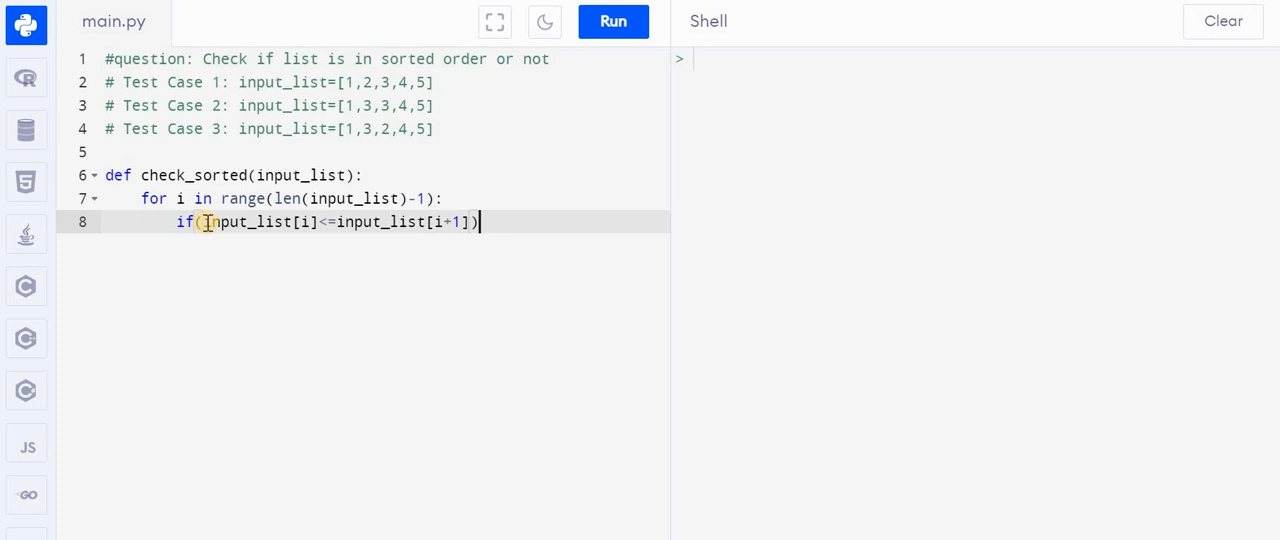 main.py
Run
Shell
Clear
1 #question: Check if list is in sorted order or not
2 # Test Case 1: input_list=[1,2,3,4,5]
3 # Test Case 2: input_list=[1,3,3,4,5]
4 # Test Case 3: input_list=[1,3,2,4,5]
5
6 def check_sorted(input_list):
7 for i in range(len(input_list)-1):
8 if(input_list[i]<=input_list[i+1])
>
R
5
C
C
C
JS
GO